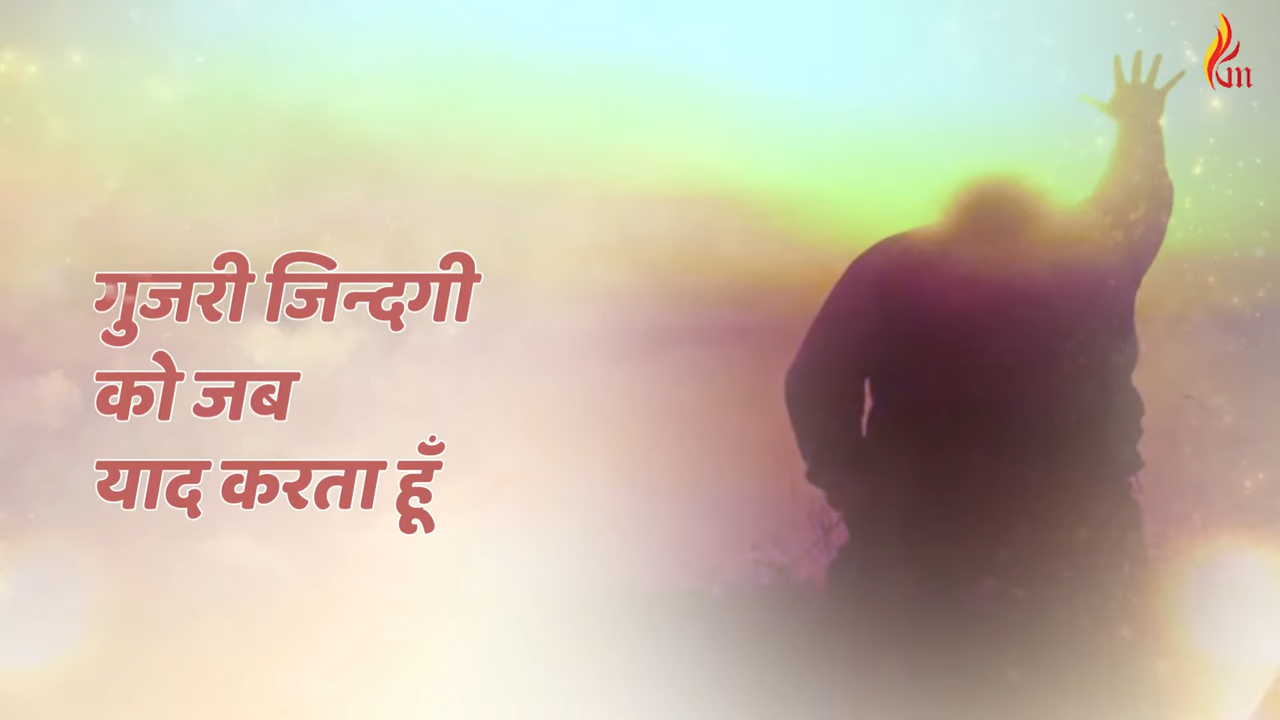 गुजरी जिन्दगी
को जब
याद करता हूँ